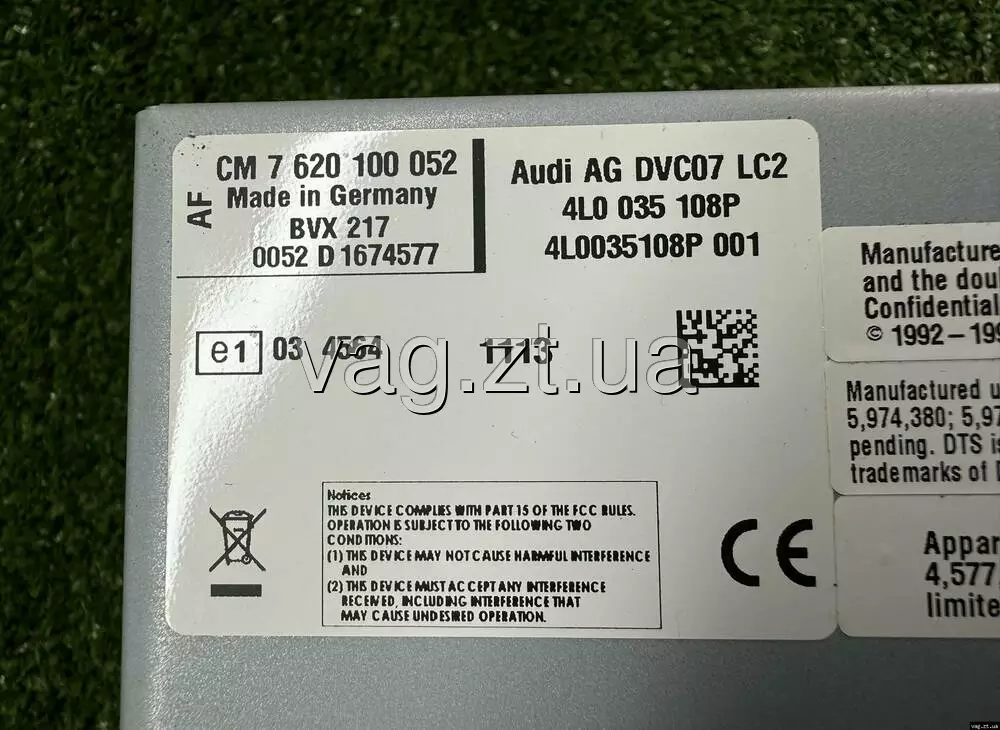 AF
CM 7 620 100 052
Made in Germany
BVX 217
0052 D 1674577
Audi AG DVC07 LC2
4L0 035 108P
4L0035108P 001
e1 03 4564
1113
vag.zt.ua
Notices
THIS DEVICE COMPLIES WITH PART 15 OF THE FCC RULES.
OPERATION IS SUBJECT TO THE FOLLOWING TWO
CONDITIONS:
(1) THIS DEVICE MAY NOT CAUSE HARMFUL INTERFERENCE
AND
(2) THIS DEVICE MUST ACCEPT ANY INTERFERENCE
RECEIVED, INCLUDING INTERFERENCE THAT
MAY CAUSE UNDESIRED OPERATION.
CE
Manufacture
and the dou
Confidential
© 1992-199
Manufactured u
5,974,380; 5,97
pending. DTS is
trademarks of D
Appar
4,577,
limite
vag.zt.ua